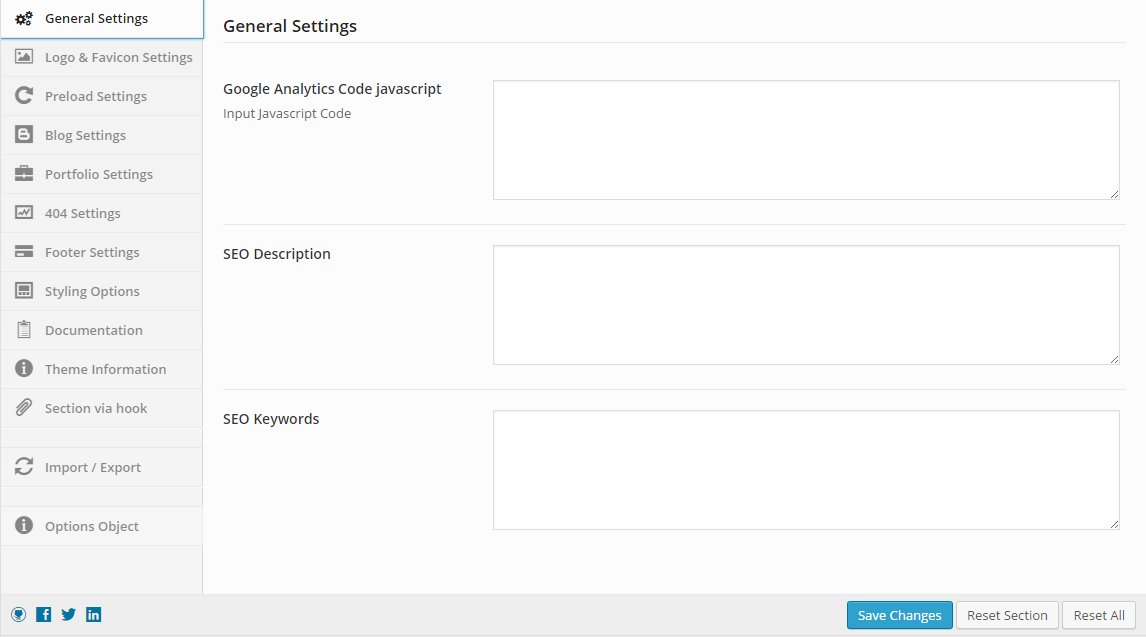 General Settings
Logo & Favicon Settings
Preload Settings
Blog Settings
Portfolio Settings
404 Settings
Footer Settings
Styling Options
Documentation
Theme Information
Section via hook
Import / Export
Options Object
General Settings
Google Analytics Code javascript
Input Javascript Code
SEO Description
SEO Keywords
Save Changes
Reset Section
Reset All